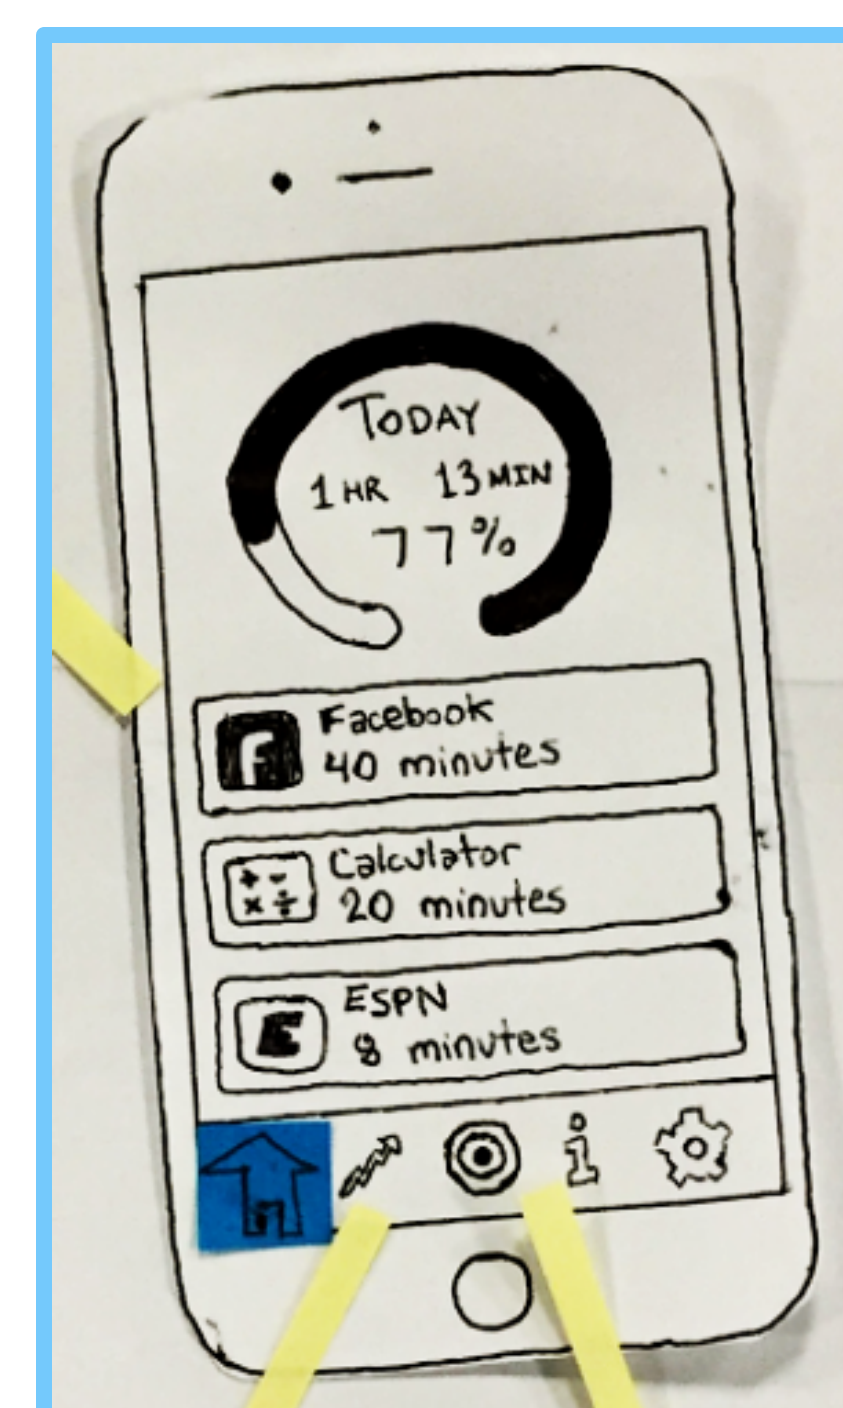 TODAY
1 HR 13 MIN
77%
Facebook
40 minutes
Calculator
20 minutes
ESPN
8 minutes